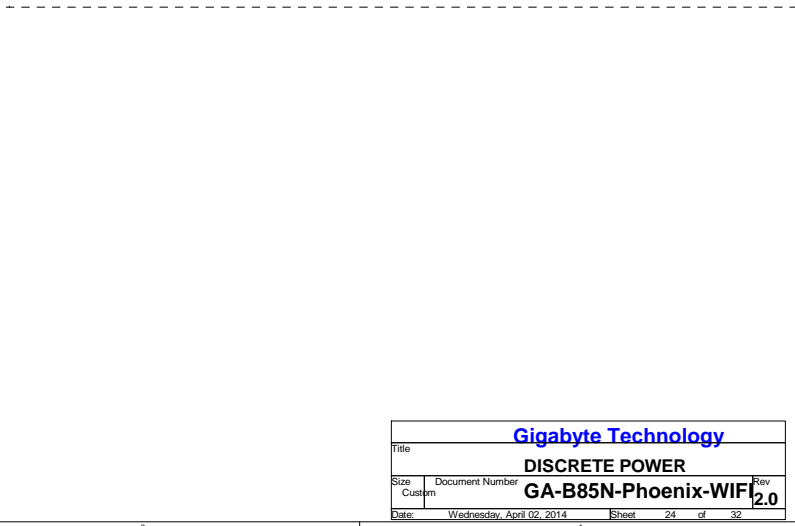 Gigabyte Technology
Title
DISCRETE POWER
Size Document Number Rev
Custom GA-B85N-Phoenix-WIFI 2.0
Date: Wednesday, April 02, 2014 Sheet 24 of 32